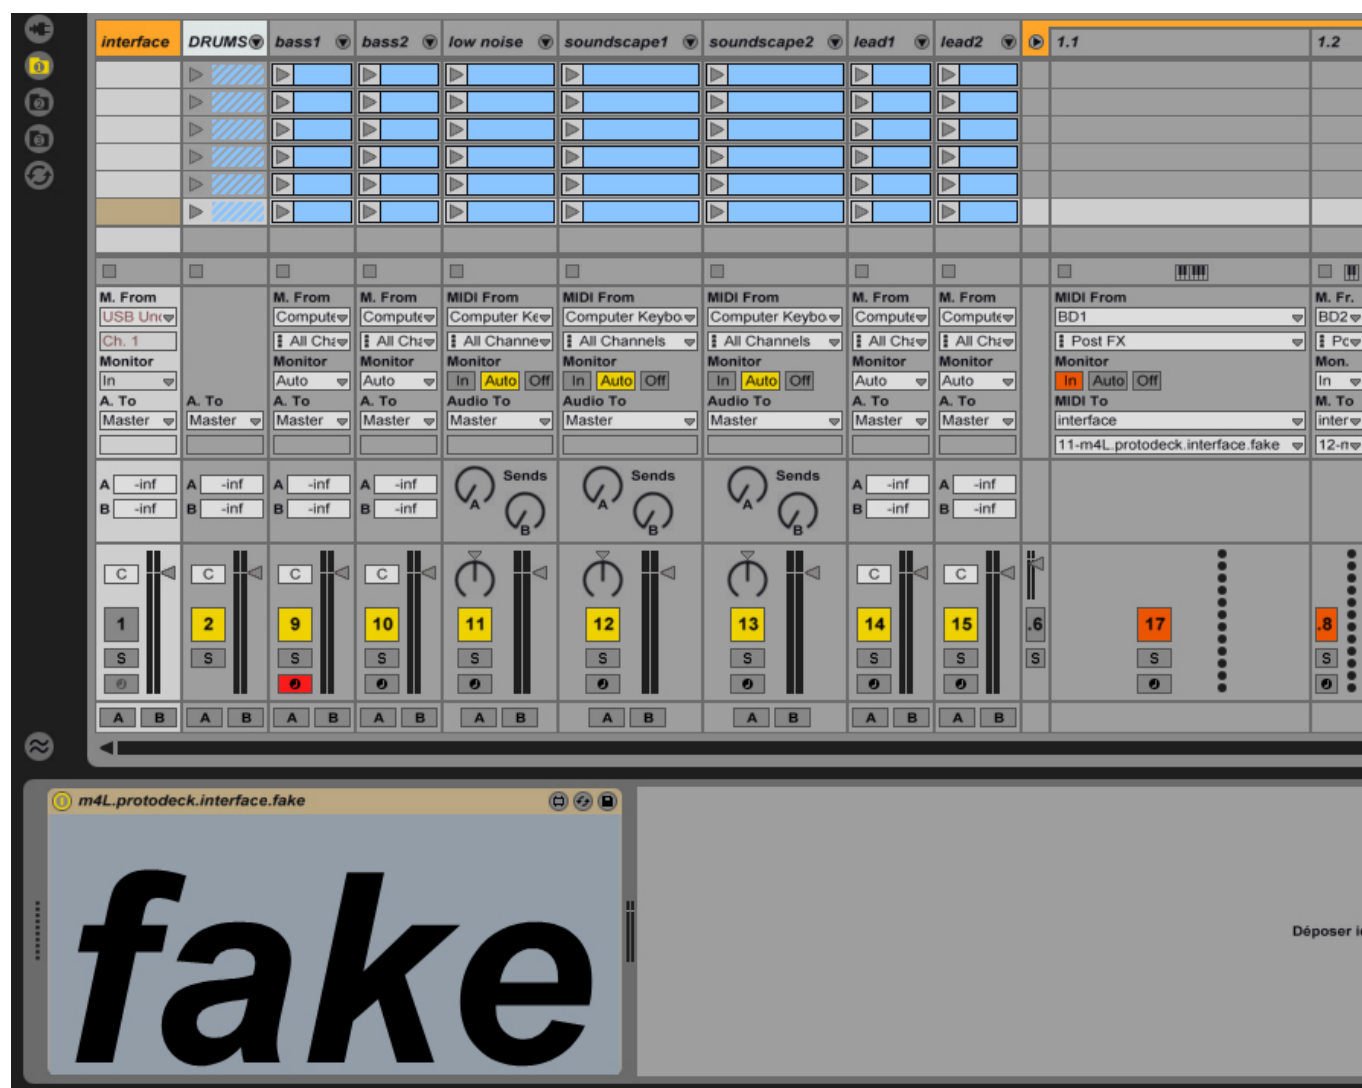 interface DRUMS bass1 bass2 low noise soundscape1 soundscape2 lead1 lead2 1.1 1.2
M. From M. From M. From MIDI From MIDI From MIDI From M. From M. From MIDI From M. Fr.
USB Compute Compute Computer Computer Keybo Computer Keybo Compute Compute BD1 BD2
Ch. 1 All All All Channe All Channels All Channels All All Post FX
Monitor Monitor Monitor Monitor Monitor Monitor Monitor Monitor Monitor Mon.
In Auto Auto In Auto Off In Auto Off In Auto Off Auto Auto In Auto Off In
A. To A. To A. To A. To Audio To Audio To Audio To A. To A. To MIDI To M. To
Master Master Master Master Master Master Master Master Master interface inter
11-m4L.protodeck.interface.fake 12-m
Sends Sends Sends
A -inf A -inf A -inf A -inf A A A A -inf A -inf
B -inf B -inf B -inf B -inf B B B B -inf B -inf
C C C C C C
1 2 9 10 11 12 13 14 15 .6 17 .8
S S S S S S S S S S S S
A B A B A B A B A B A B A B A B A B
m4L.protodeck.interface.fake
fake
Déposer ic